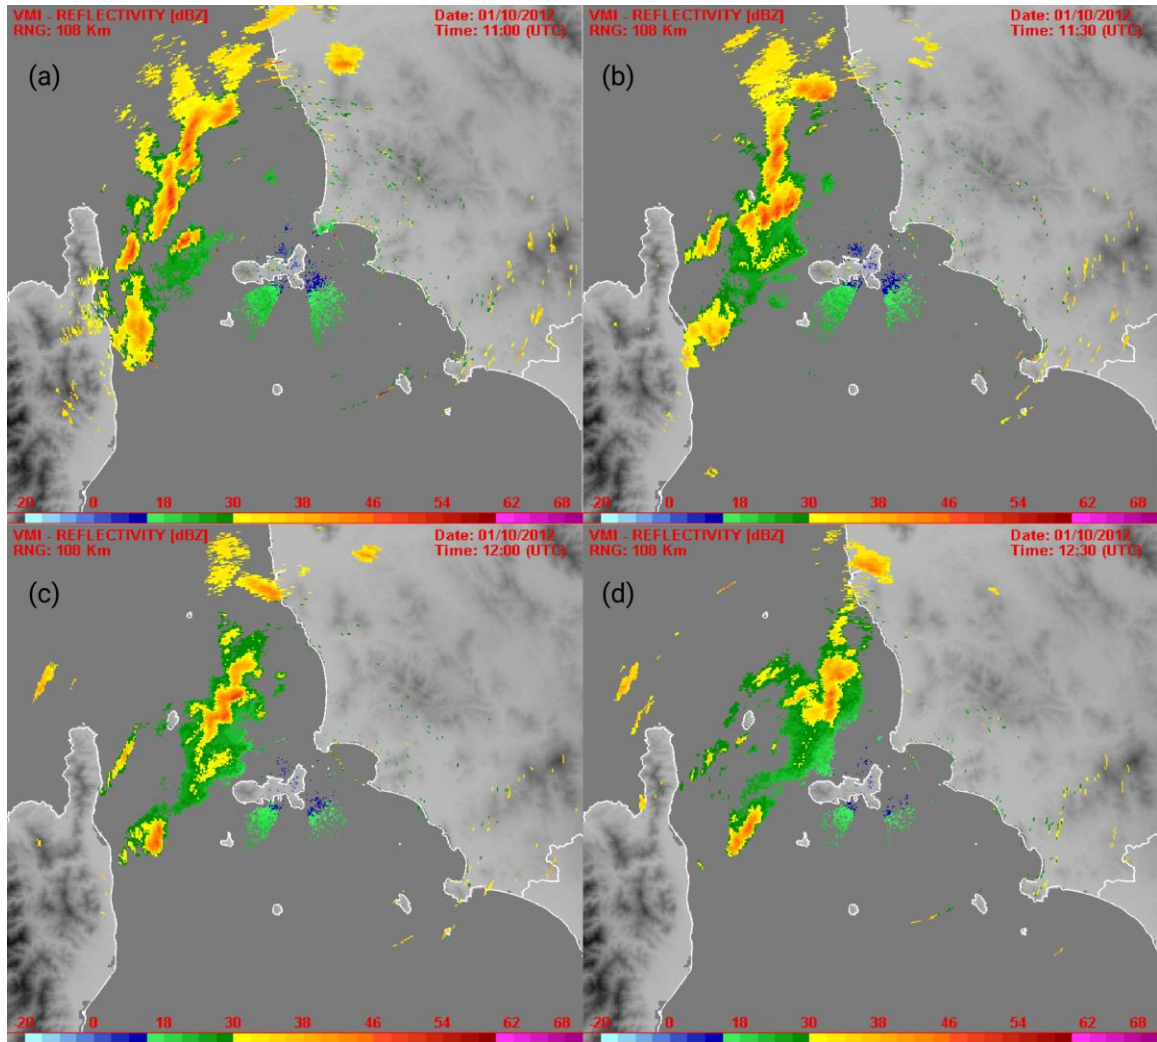 VMI - REFLECTIVITY [dBZ]
RNG: 108 Km
Date: 01/10/2012
Time: 11:00 (UTC)
(a)
-20 0 18 30 38 46 54 62 68
VMI - REFLECTIVITY [dBZ]
RNG: 108 Km
Date: 01/10/2012
Time: 11:30 (UTC)
(b)
-20 0 18 30 38 46 54 62 68
VMI - REFLECTIVITY [dBZ]
RNG: 108 Km
Date: 01/10/2012
Time: 12:00 (UTC)
(c)
-20 0 18 30 38 46 54 62 68
VMI - REFLECTIVITY [dBZ]
RNG: 108 Km
Date: 01/10/2012
Time: 12:30 (UTC)
(d)
-20 0 18 30 38 46 54 62 68